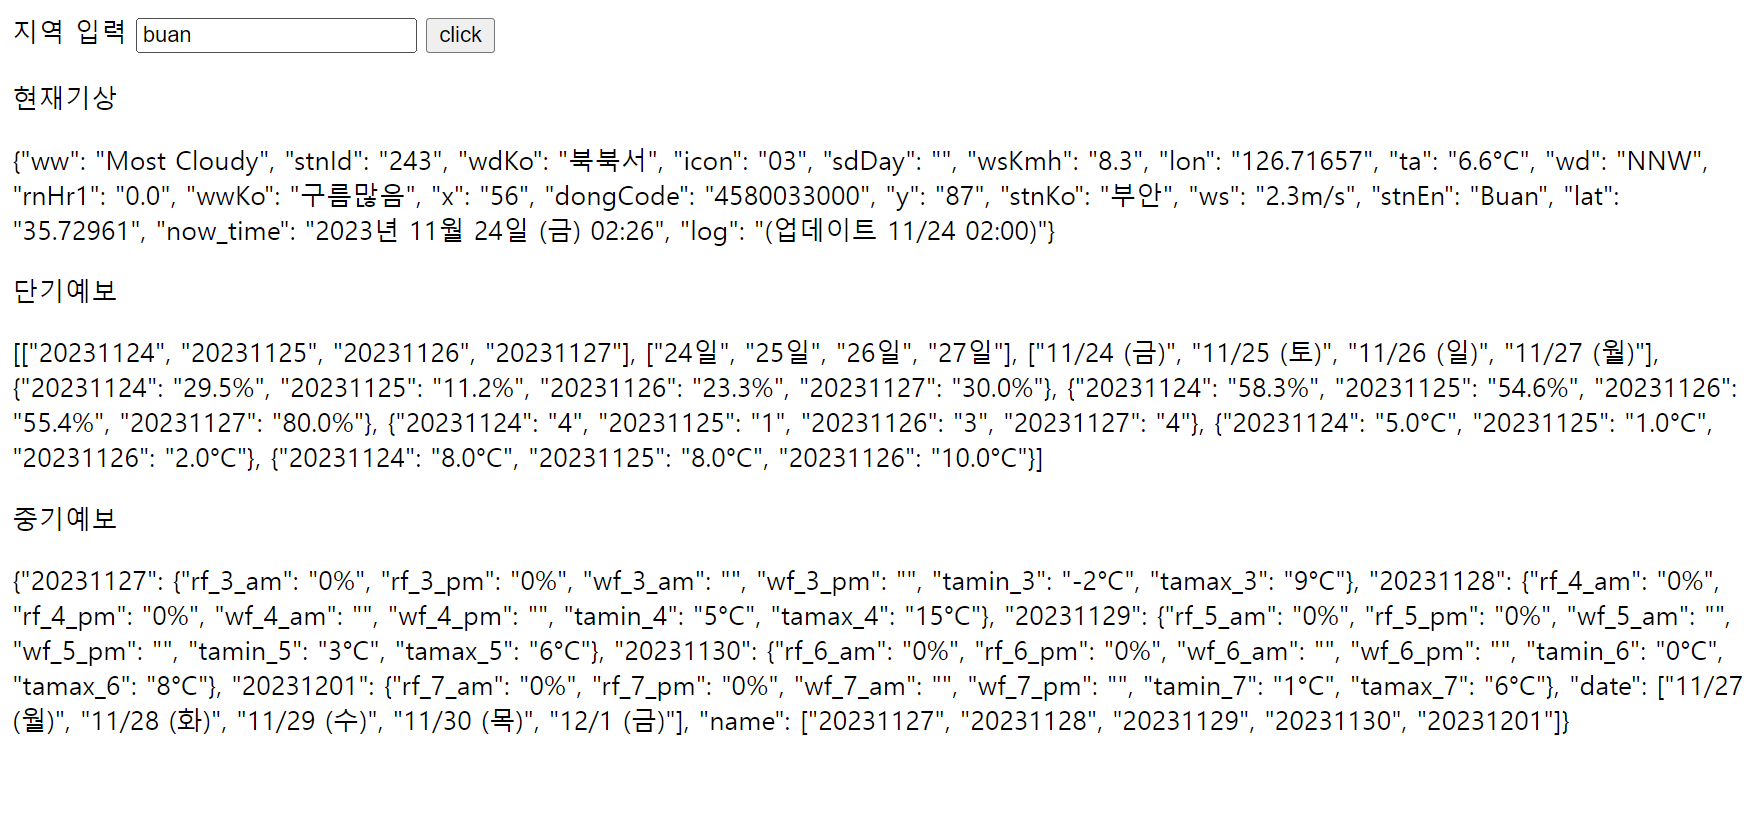 지역 입력 buan click
현재기상
{"ww": "Most Cloudy", "stnId": "243", "wdKo": "북북서", "icon": "03", "sdDay": "", "wsKmh": "8.3", "lon": "126.71657", "ta": "6.6°C", "wd": "NNW",
"rnHr1": "0.0", "wwKo": "구름많음", "x": "56", "dongCode": "4580033000", "y": "87", "stnKo": "부안", "ws": "2.3m/s", "stnEn": "Buan", "lat":
"35.72961", "now_time": "2023년 11월 24일 (금) 02:26", "log": "(업데이트 11/24 02:00)"}
단기예보
[["20231124", "20231125", "20231126", "20231127"], ["24일", "25일", "26일", "27일"], ["11/24 (금)", "11/25 (토)", "11/26 (일)", "11/27 (월)"],
{"20231124": "29.5%", "20231125": "11.2%", "20231126": "23.3%", "20231127": "30.0%"}, {"20231124": "58.3%", "20231125": "54.6%", "20231126":
"55.4%", "20231127": "80.0%"}, {"20231124": "4", "20231125": "1", "20231126": "3", "20231127": "4"}, {"20231124": "5.0°C", "20231125": "1.0°C",
"20231126": "2.0°C"}, {"20231124": "8.0°C", "20231125": "8.0°C", "20231126": "10.0°C"}]
중기예보
{"20231127": {"rf_3_am": "0%", "rf_3_pm": "0%", "wf_3_am": "", "wf_3_pm": "", "tamin_3": "-2°C", "tamax_3": "9°C"}, "20231128": {"rf_4_am": "0%",
"rf_4_pm": "0%", "wf_4_am": "", "wf_4_pm": "", "tamin_4": "5°C", "tamax_4": "15°C"}, "20231129": {"rf_5_am": "0%", "rf_5_pm": "0%", "wf_5_am": "",
"wf_5_pm": "", "tamin_5": "3°C", "tamax_5": "6°C"}, "20231130": {"rf_6_am": "0%", "rf_6_pm": "0%", "wf_6_am": "", "wf_6_pm": "", "tamin_6": "0°C",
"tamax_6": "8°C"}, "20231201": {"rf_7_am": "0%", "rf_7_pm": "0%", "wf_7_am": "", "wf_7_pm": "", "tamin_7": "1°C", "tamax_7": "6°C"}, "date": ["11/27
(월)", "11/28 (화)", "11/29 (수)", "11/30 (목)", "12/1 (금)"], "name": ["20231127", "20231128", "20231129", "20231130", "20231201"]}